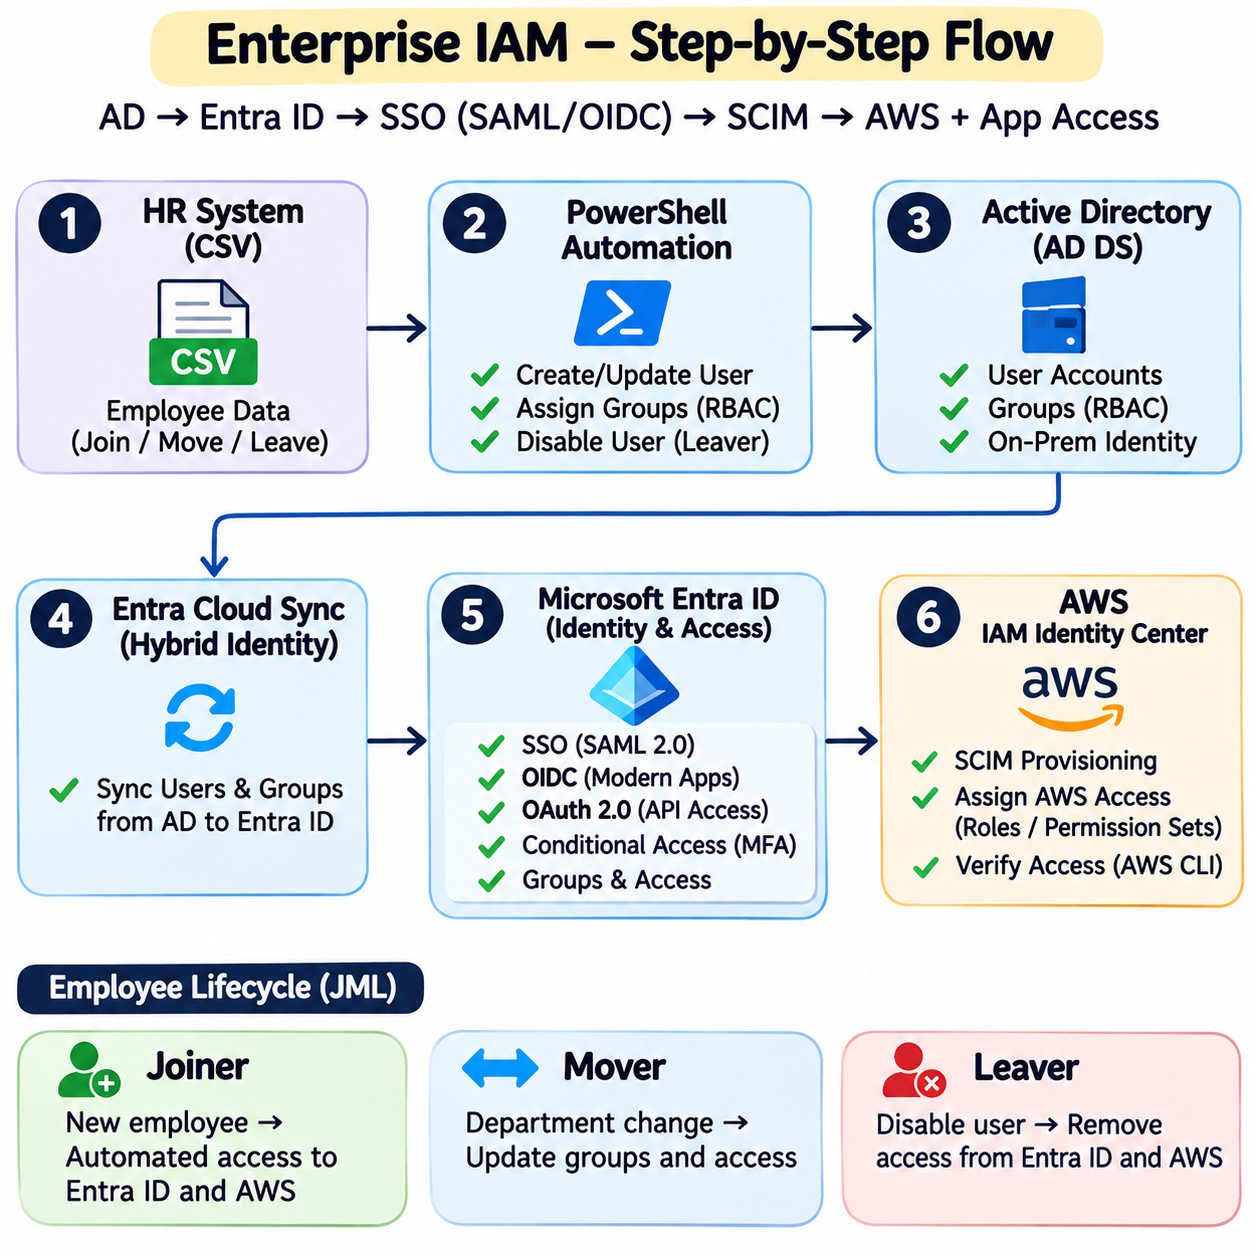 Enterprise IAM – Step-by-Step Flow
AD → Entra ID → SSO (SAML/OIDC) → SCIM → AWS + App Access
1
HR System
(CSV)
CSV
Employee Data
(Join / Move / Leave)
2
PowerShell
Automation
Create/Update User
Assign Groups (RBAC)
Disable User (Leaver)
3
Active Directory
(AD DS)
User Accounts
Groups (RBAC)
On-Prem Identity
4
Entra Cloud Sync
(Hybrid Identity)
Sync Users & Groups
from AD to Entra ID
5
Microsoft Entra ID
(Identity & Access)
SSO (SAML 2.0)
OIDC (Modern Apps)
OAuth 2.0 (API Access)
Conditional Access (MFA)
Groups & Access
6
AWS
IAM Identity Center
aws
SCIM Provisioning
Assign AWS Access
(Roles / Permission Sets)
Verify Access (AWS CLI)
Employee Lifecycle (JML)
Joiner
New employee →
Automated access to
Entra ID and AWS
Mover
Department change →
Update groups and access
Leaver
Disable user → Remove
access from Entra ID and AWS